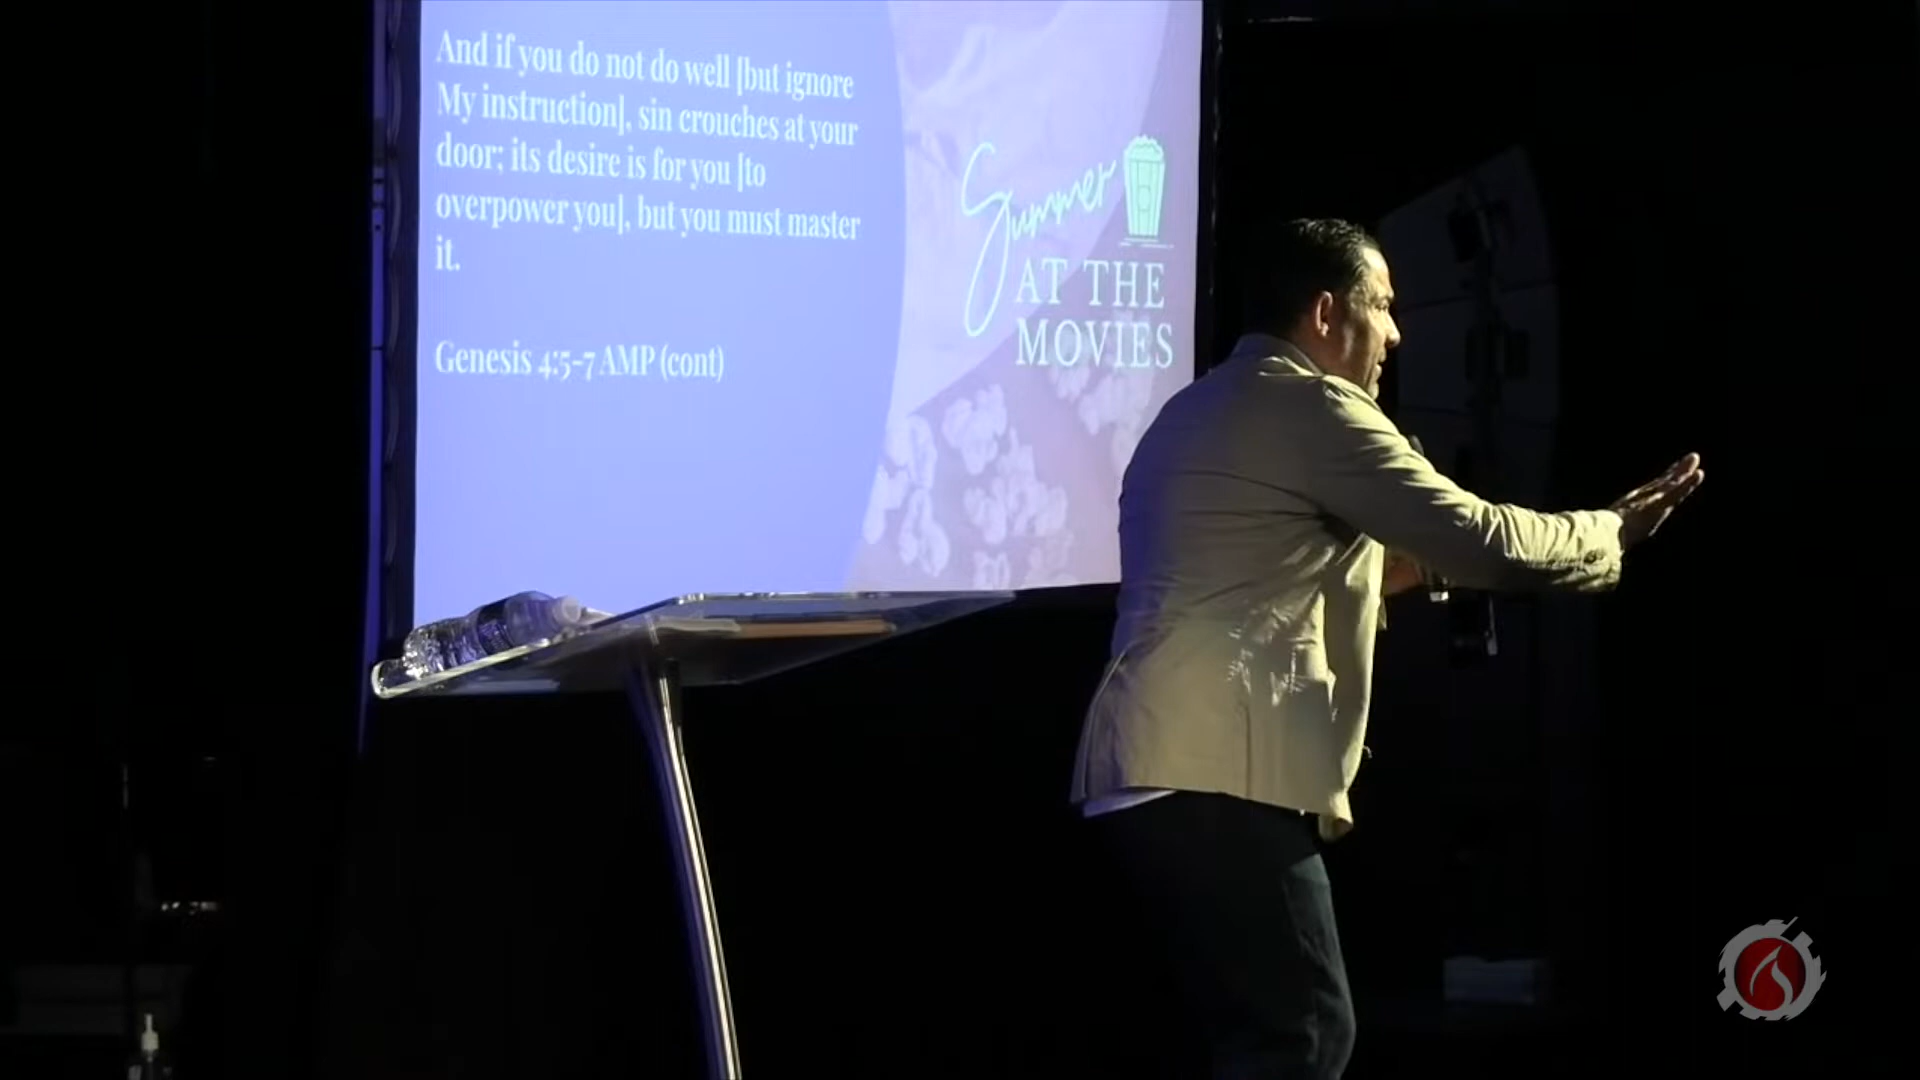 And if you do not do well [but ignore
My instruction], sin crouches at your
door; its desire is for you [to
overpower you], but you must master
it.
Genesis 4:5-7 AMP (cont)
Summer
AT THE
MOVIES